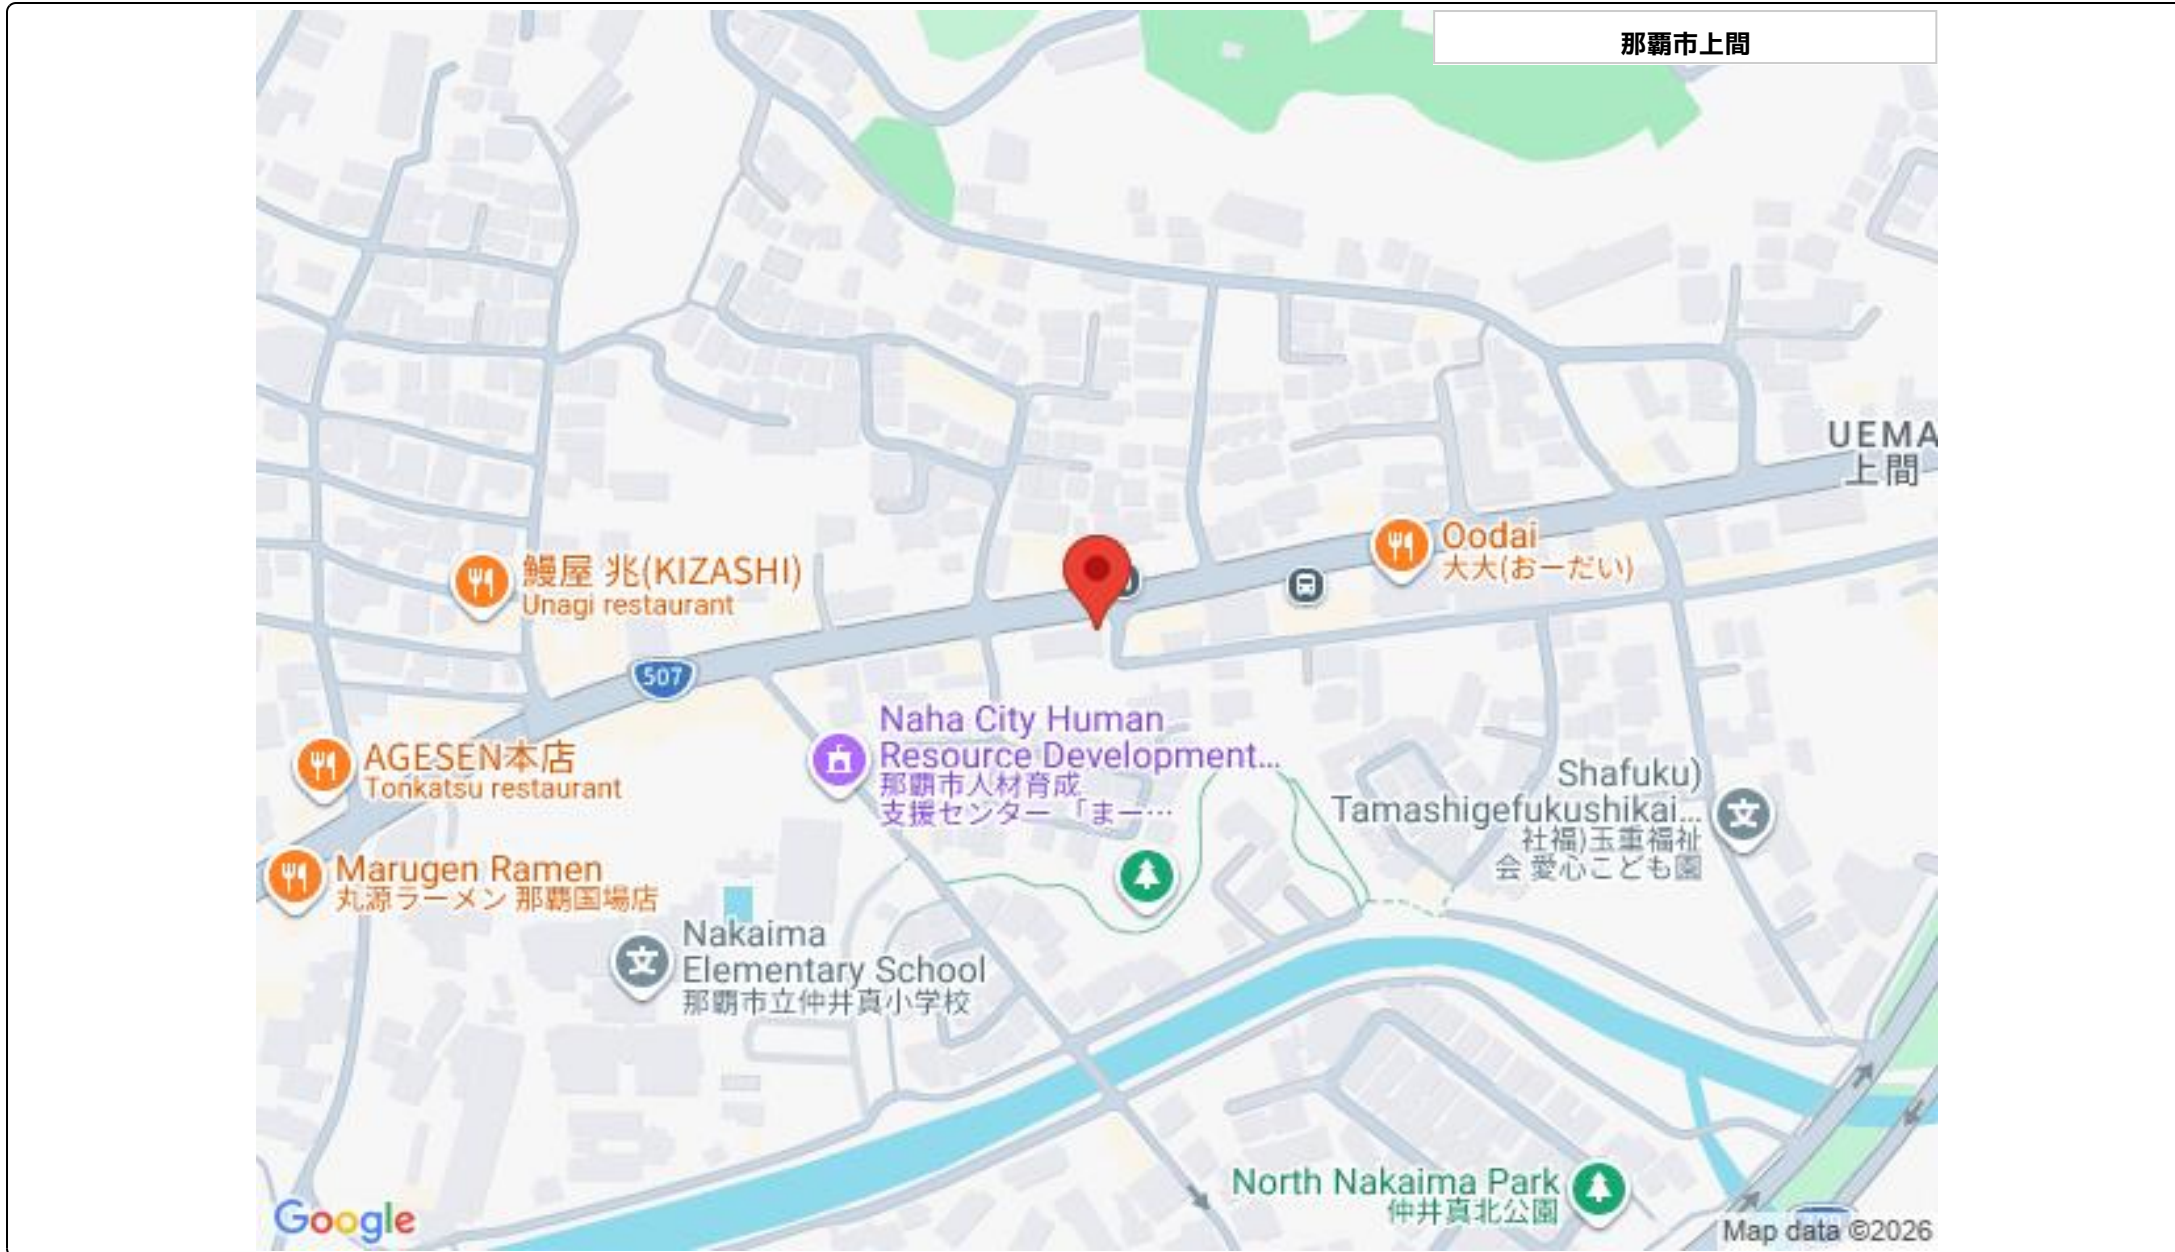 那覇市上間
UEMA
上間
Oodai
大大(おーだい)
鰻屋 兆(KIZASHI)
Unagi restaurant
507
Naha City Human
Resource Development...
那覇市人材育成
支援センター 「まー…
AGESEN本店
Tonkatsu restaurant
Shafuku)
Tamashigefukushikai...
社福)玉重福祉
会 愛心こども園
文
Marugen Ramen
丸源ラーメン 那覇国場店
Nakaima
Elementary School
那覇市立仲井真小学校
文
North Nakaima Park
仲井真北公園
Google
Map data ©2026